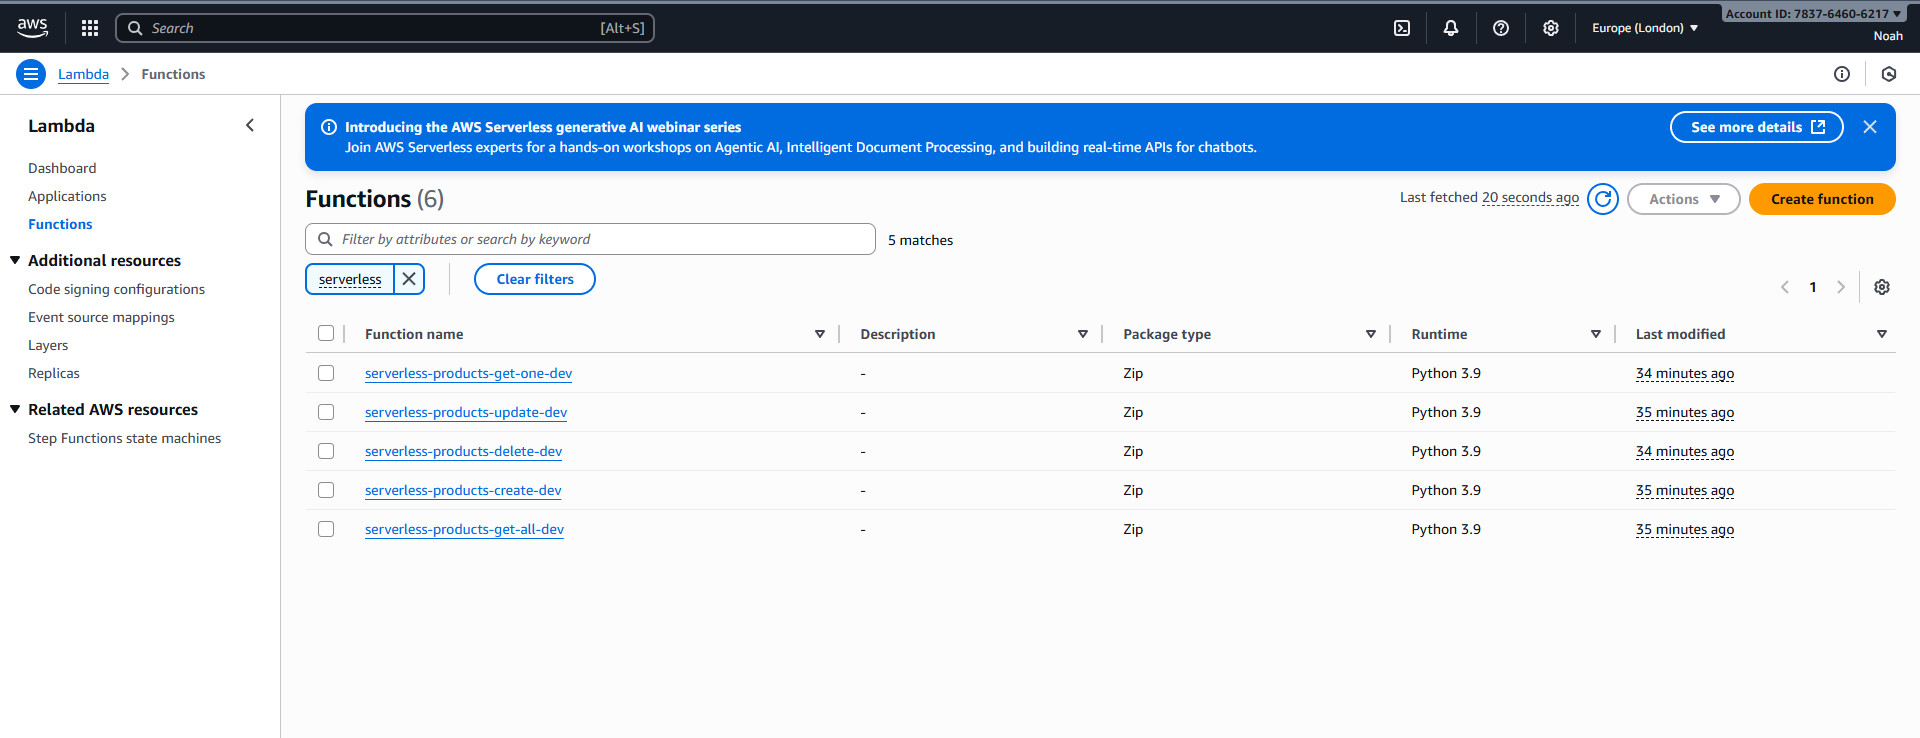 aws
Search [Alt+S]
Europe (London)
Account ID: 7837-6460-6217
Noah
Lambda Functions
Lambda
Dashboard
Applications
Functions
Additional resources
Code signing configurations
Event source mappings
Layers
Replicas
Related AWS resources
Step Functions state machines
Introducing the AWS Serverless generative AI webinar series
Join AWS Serverless experts for a hands-on workshops on Agentic AI, Intelligent Document Processing, and building real-time APIs for chatbots.
See more details
Functions (6)
Last fetched 20 seconds ago
Actions
Create function
Filter by attributes or search by keyword
5 matches
serverless
Clear filters
1
Function name Description Package type Runtime Last modified
serverless-products-get-one-dev - Zip Python 3.9 34 minutes ago
serverless-products-update-dev - Zip Python 3.9 35 minutes ago
serverless-products-delete-dev - Zip Python 3.9 34 minutes ago
serverless-products-create-dev - Zip Python 3.9 35 minutes ago
serverless-products-get-all-dev - Zip Python 3.9 35 minutes ago